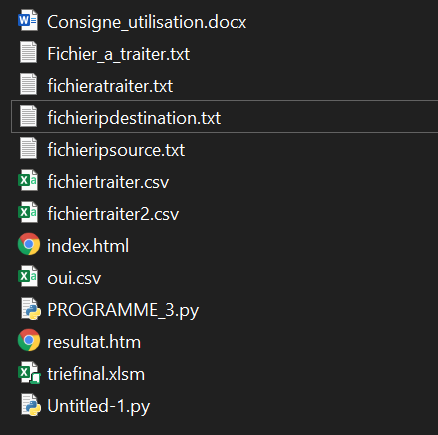 Consigne_utilisation.docx
Fichier_a_traiter.txt
fichieratraiter.txt
fichieripdestination.txt
fichieripsource.txt
fichiertraiter.csv
fichiertraiter2.csv
index.html
oui.csv
PROGRAMME_3.py
resultat.htm
triefinal.xlsm
Untitled-1.py